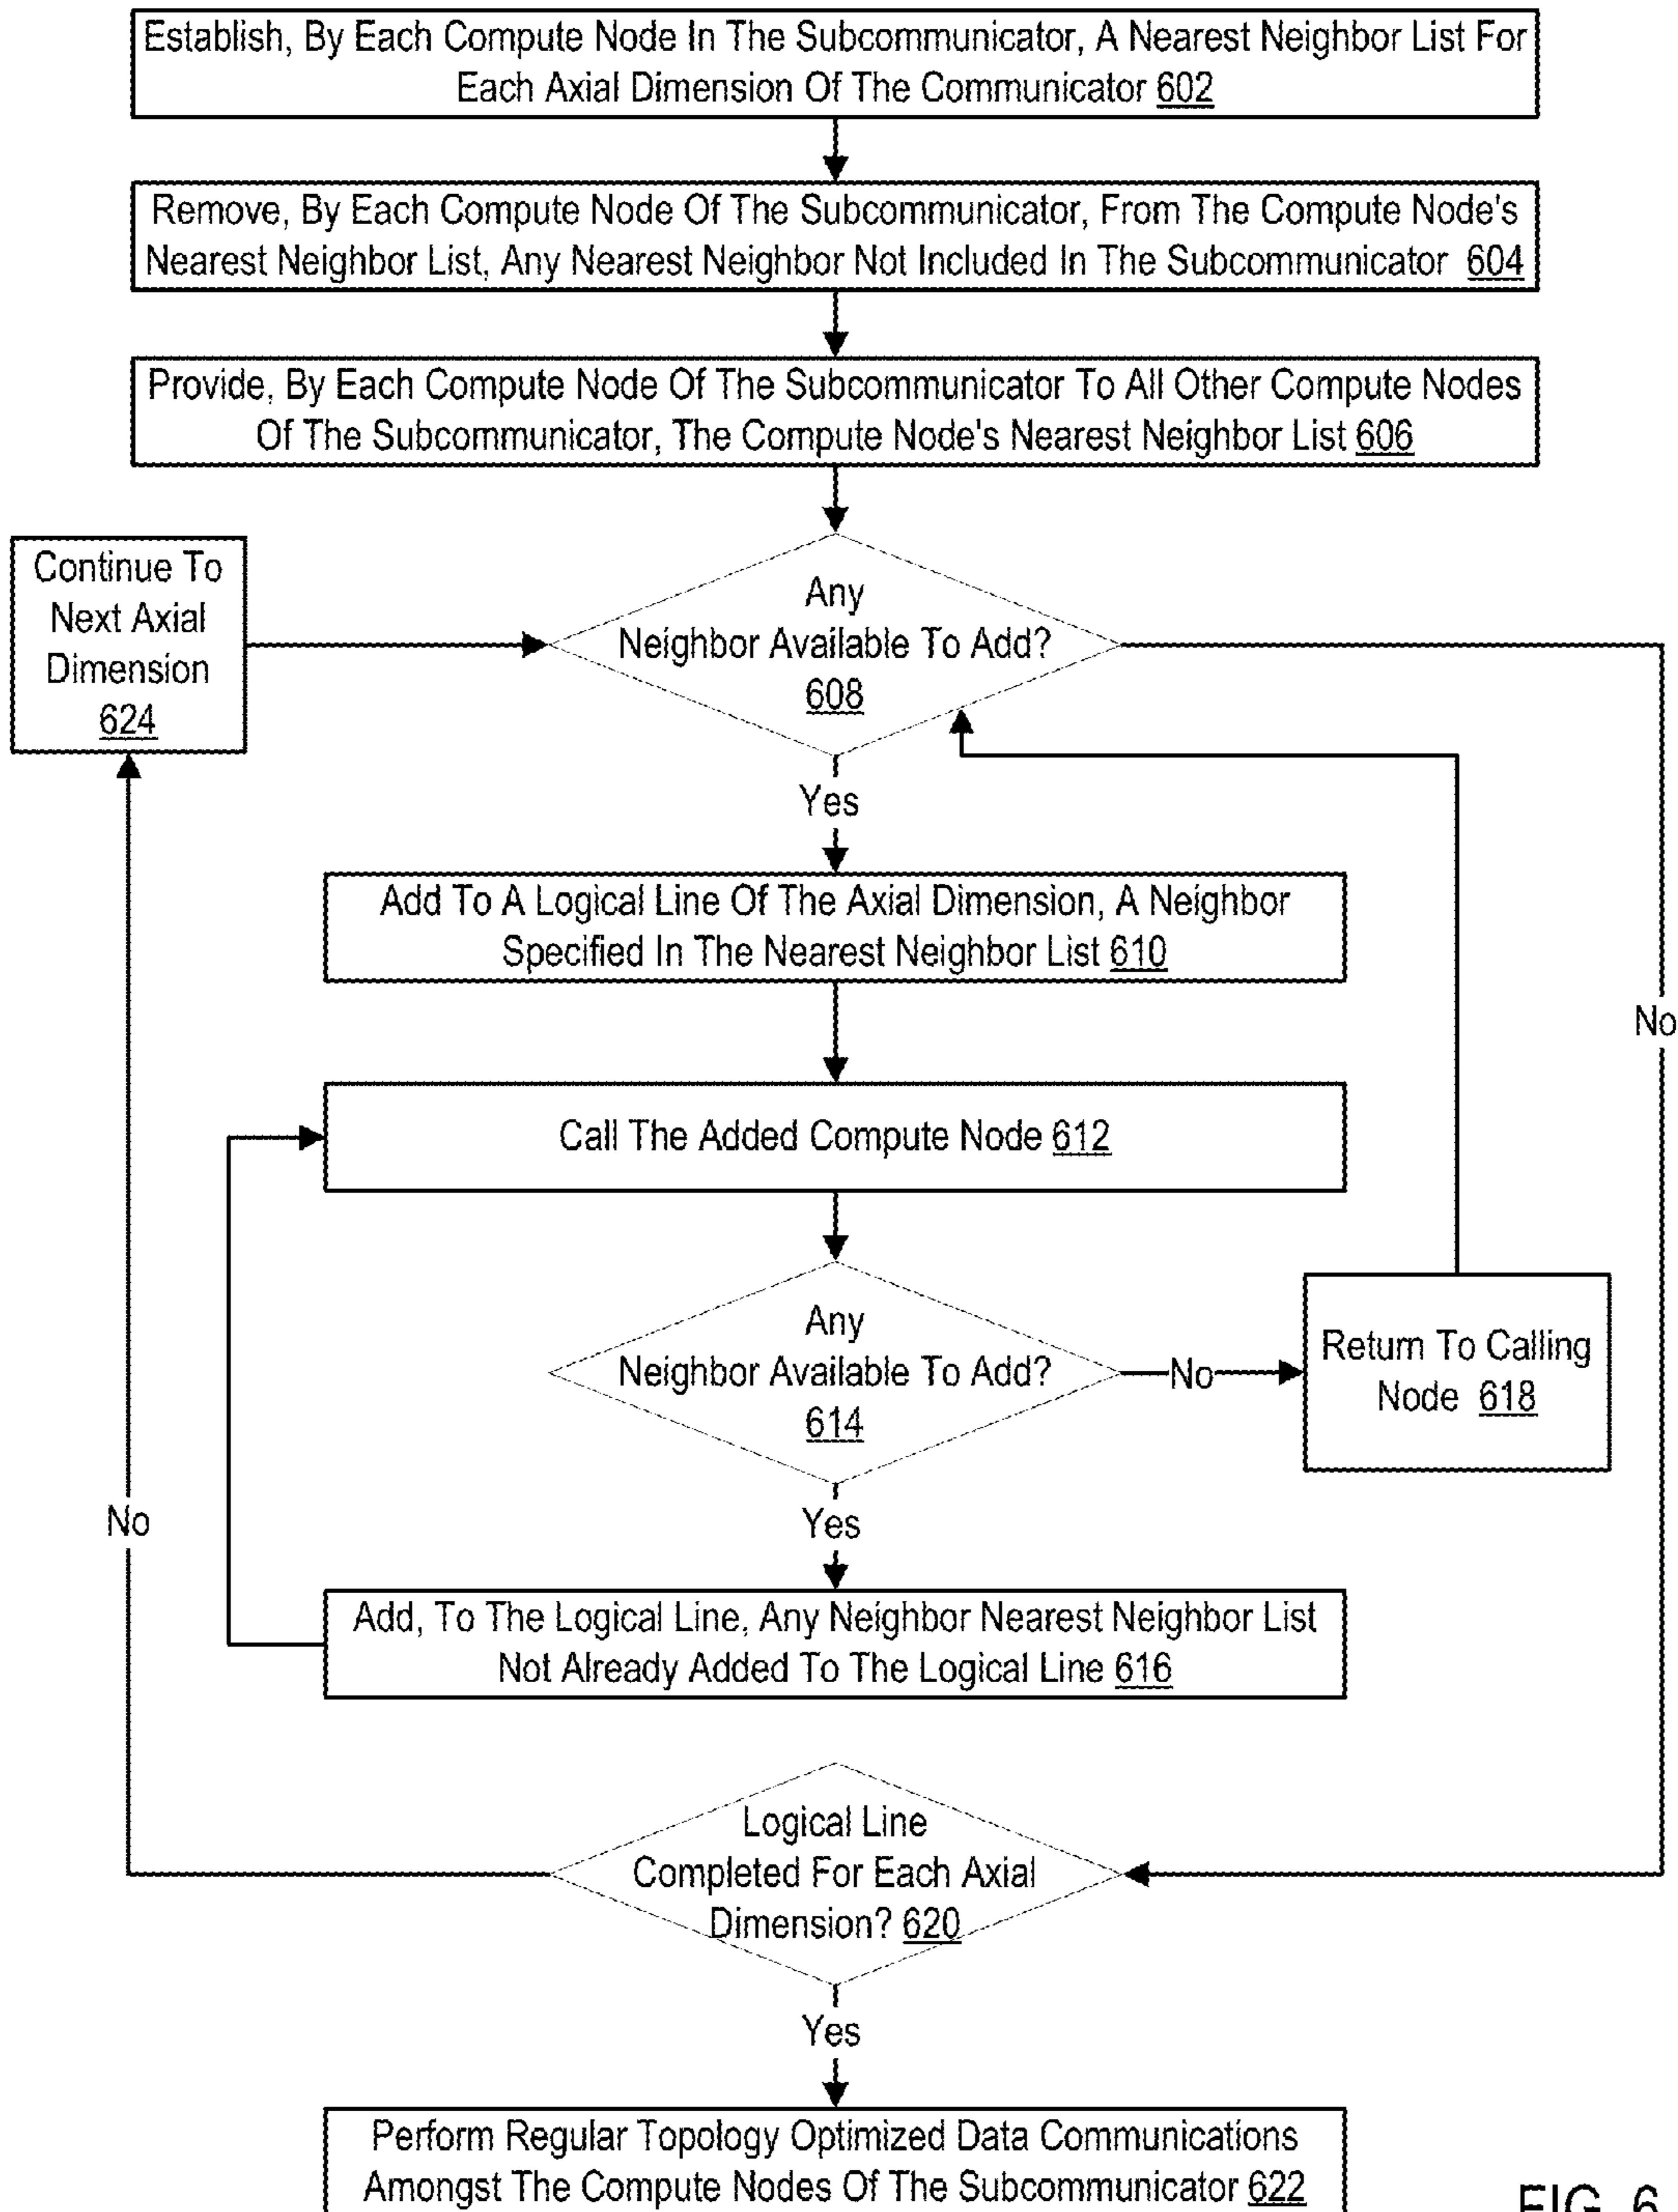 Establish, By Each Compute Node In The Subcommunicator, A Nearest Neighbor List For
Each Axial Dimension Of The Communicator 602
Remove, By Each Compute Node Of The Subcommunicator, From The Compute Node's
Nearest Neighbor List, Any Nearest Neighbor Not Included In The Subcommunicator 604
Provide, By Each Compute Node Of The Subcommunicator To All Other Compute Nodes
Of The Subcommunicator, The Compute Node's Nearest Neighbor List 606
Continue To
Next Axial
Dimension
624
Any
Neighbor Available To Add?
608
Yes
No
Add To A Logical Line Of The Axial Dimension, A Neighbor
Specified In The Nearest Neighbor List 610
Call The Added Compute Node 612
Any
Neighbor Available To Add?
614
No
Return To Calling
Node 618
Yes
No
Add, To The Logical Line, Any Neighbor Nearest Neighbor List
Not Already Added To The Logical Line 616
Logical Line
Completed For Each Axial
Dimension? 620
Yes
Perform Regular Topology Optimized Data Communications
Amongst The Compute Nodes Of The Subcommunicator 622
FIG. 6